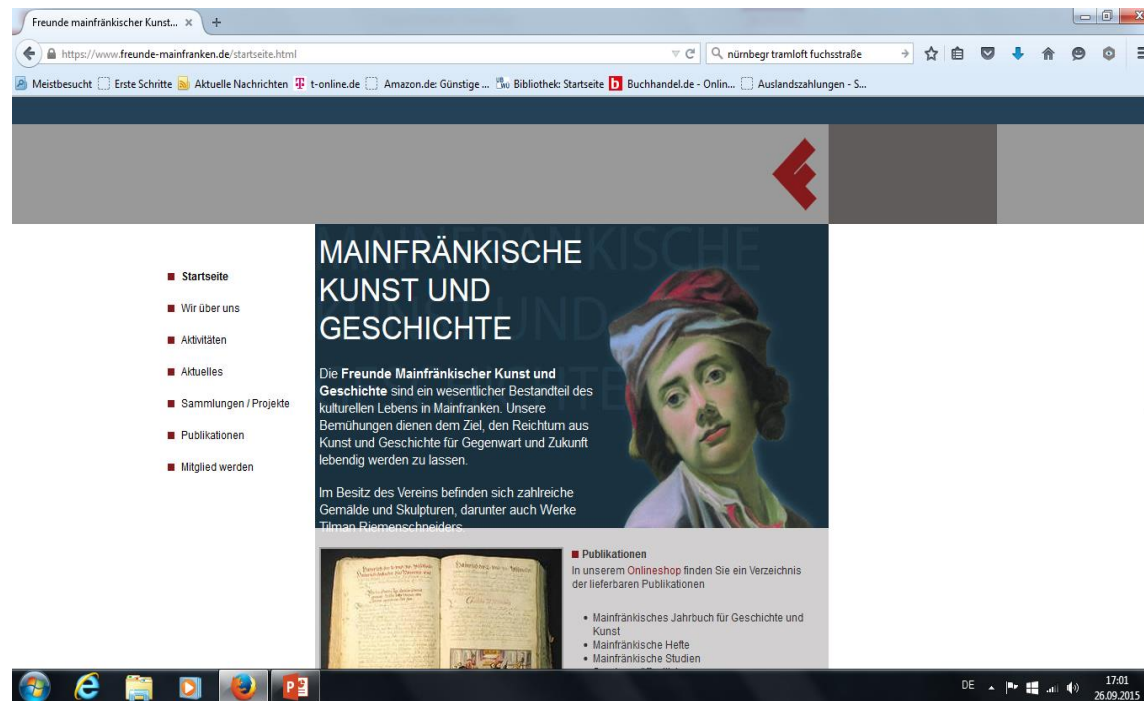 Freunde mainfränkischer Kunst...
https://www.freunde-mainfranken.de/startseite.html
nürnbegr tramloft fuchsstraße
Meistbesucht Erste Schritte Aktuelle Nachrichten t-online.de Amazon.de: Günstige ... Bibliothek: Startseite Buchhandel.de - Onlin... Auslandszahlungen - S...
Startseite
Wir über uns
Aktivitäten
Aktuelles
Sammlungen / Projekte
Publikationen
Mitglied werden
MAINFRÄNKISCHE
KUNST UND
GESCHICHTE
Die Freunde Mainfränkischer Kunst und
Geschichte sind ein wesentlicher Bestandteil des
kulturellen Lebens in Mainfranken. Unsere
Bemühungen dienen dem Ziel, den Reichtum aus
Kunst und Geschichte für Gegenwart und Zukunft
lebendig werden zu lassen.
Im Besitz des Vereins befinden sich zahlreiche
Gemälde und Skulpturen, darunter auch Werke
Tilman Riemenschneiders.
Publikationen
In unserem Onlineshop finden Sie ein Verzeichnis
der lieferbaren Publikationen
Mainfränkisches Jahrbuch für Geschichte und
Kunst
Mainfränkische Hefte
Mainfränkische Studien
DE
17:01
26.09.2015